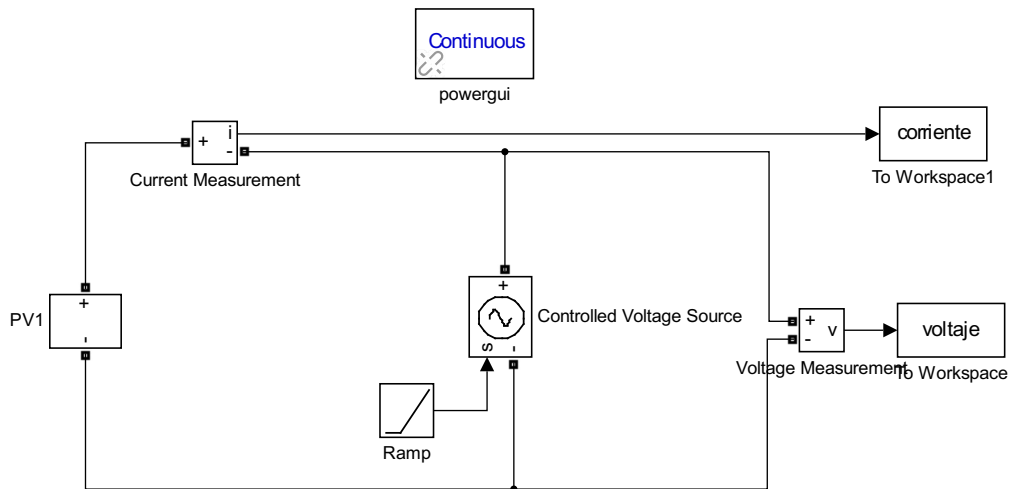 Continuous
powergui
+ i
-
corriente
Current Measurement
To Workspace1
+
PV1
-
+
Controlled Voltage Source
s -
+ v
-
voltaje
Voltage Measurement
To Workspace
Ramp